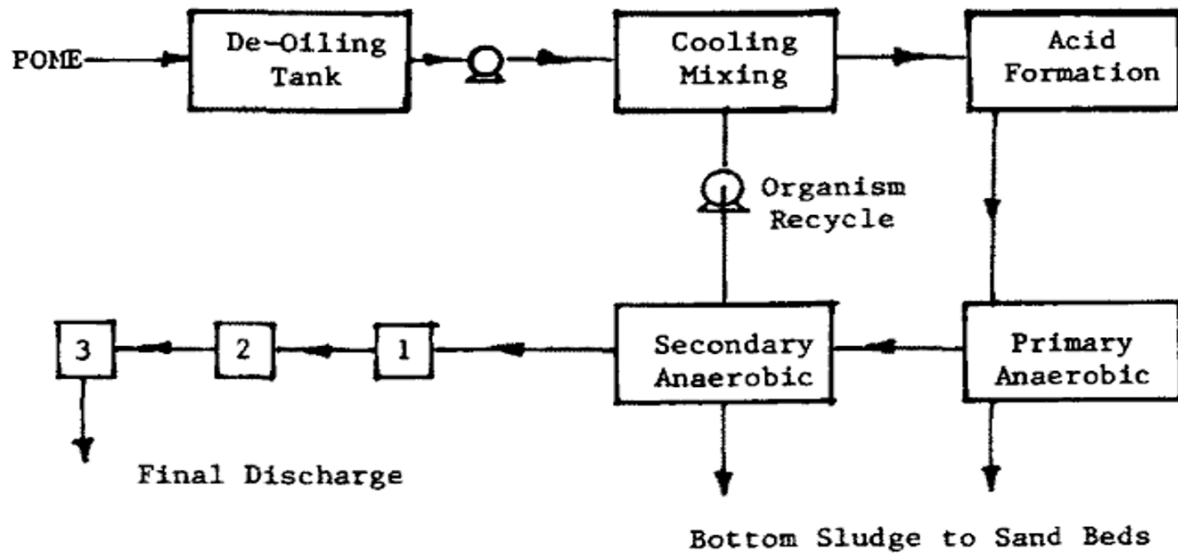 POME
De-Oiling
Tank
Cooling
Mixing
Acid
Formation
Organism
Recycle
3
2
1
Secondary
Anaerobic
Primary
Anaerobic
Final Discharge
Bottom Sludge to Sand Beds